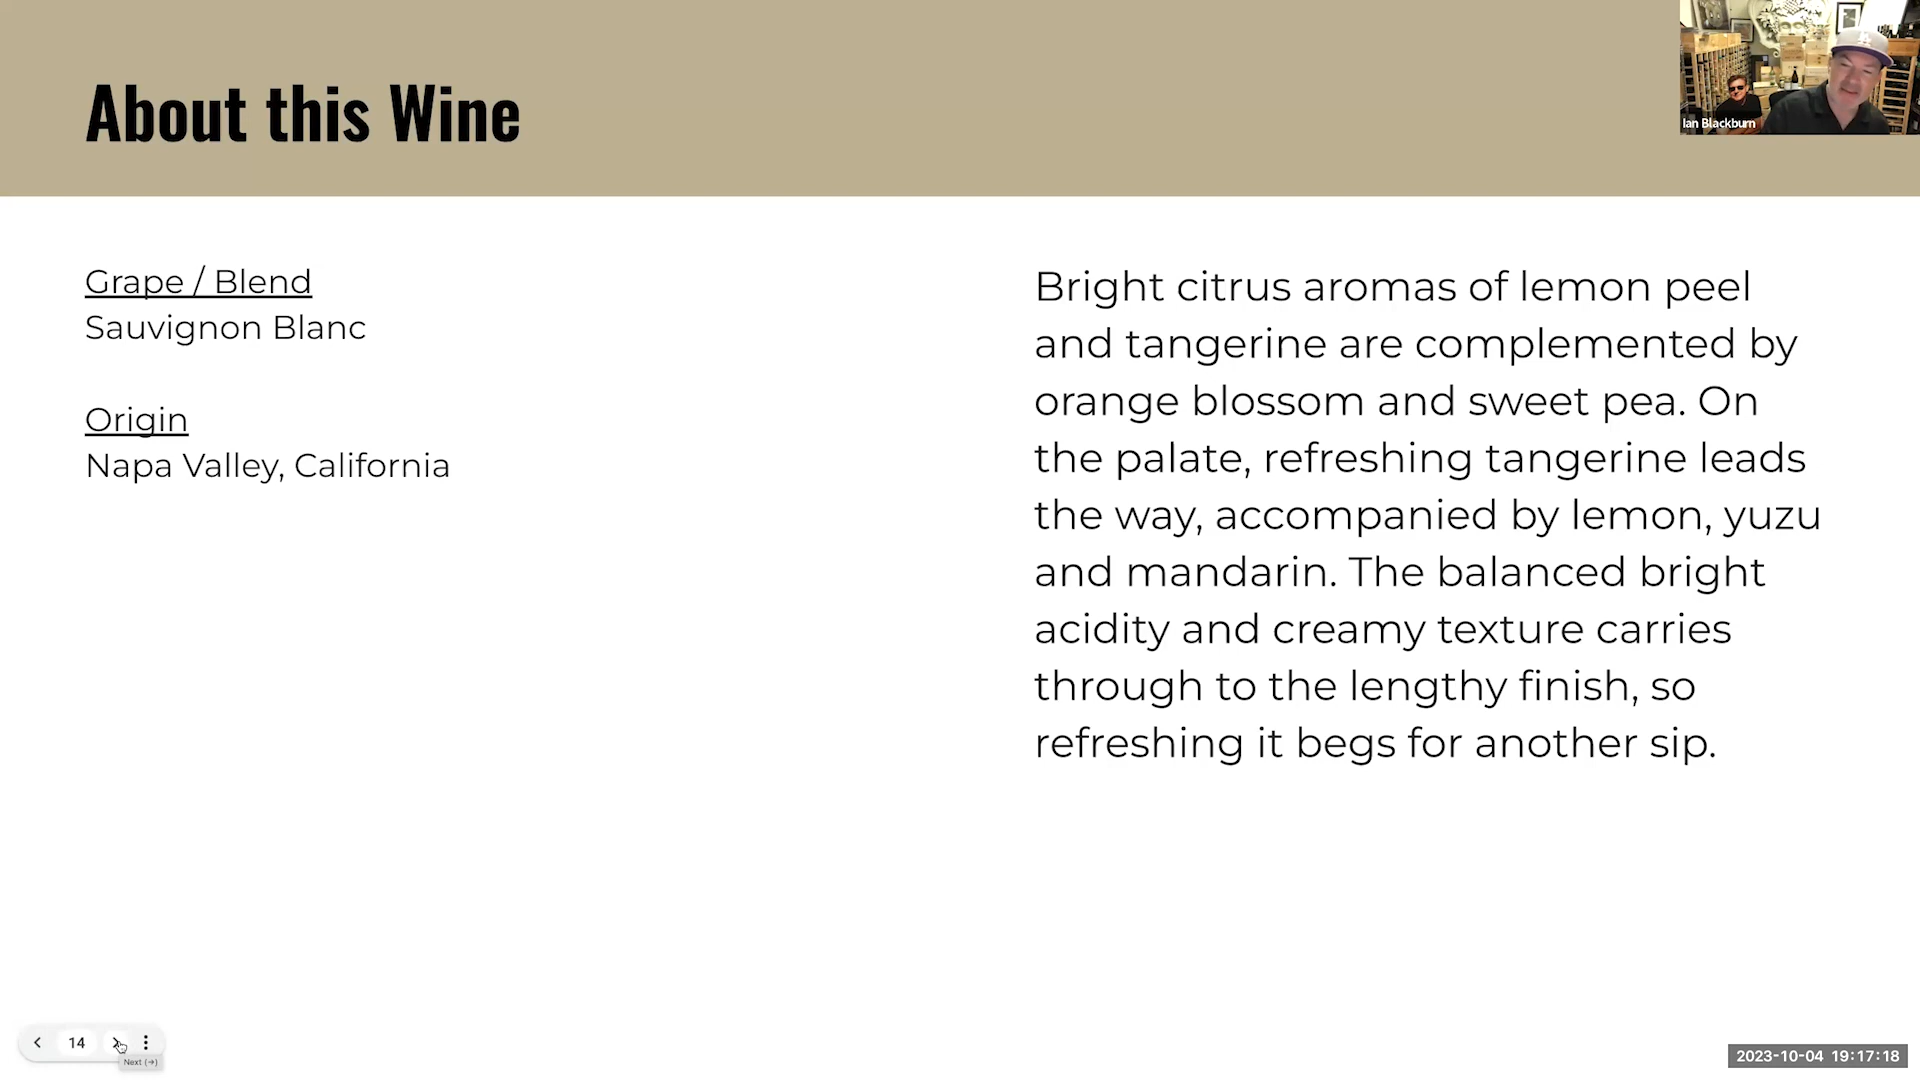 About this Wine
Ian Blackburn
Grape / Blend
Sauvignon Blanc
Origin
Napa Valley, California
Bright citrus aromas of lemon peel
and tangerine are complemented by
orange blossom and sweet pea. On
the palate, refreshing tangerine leads
the way, accompanied by lemon, yuzu
and mandarin. The balanced bright
acidity and creamy texture carries
through to the lengthy finish, so
refreshing it begs for another sip.
14
Next (→)
2023-10-04 19:17:18